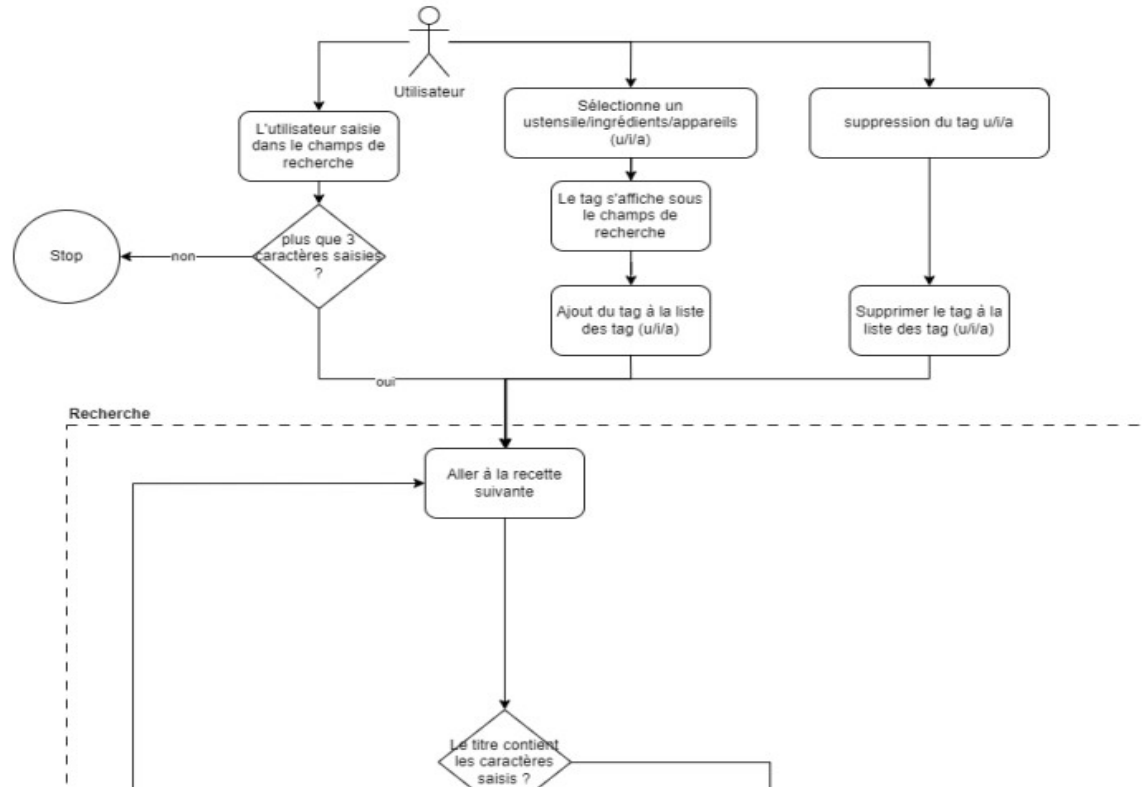 Utilisateur
L'utilisateur saisie
dans le champs de
recherche
Sélectionne un
ustensile/ingrédients/appareils
(u/i/a)
suppression du tag u/i/a
Le tag s'affiche sous
le champs de
recherche
Stop
non
plus que 3
caractères saisies
?
Ajout du tag à la liste
des tag (u/i/a)
Supprimer le tag à la
liste des tag (u/i/a)
oui
Recherche
Aller à la recette
suivante
Le titre contient
les caractères
saisis ?